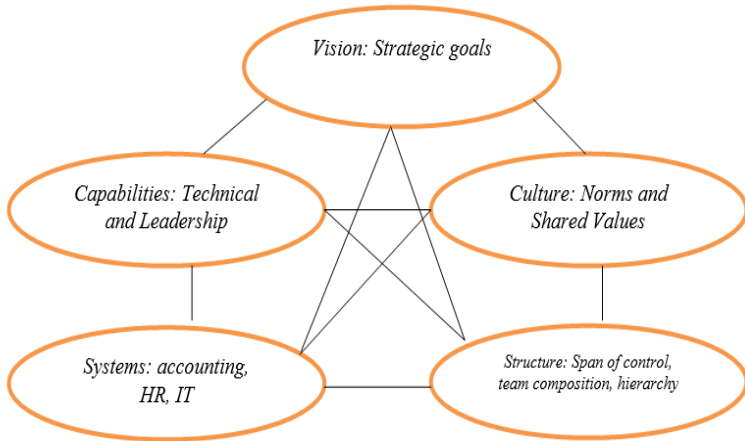 Vision: Strategic goals
Capabilities: Technical
and Leadership
Culture: Norms and
Shared Values
Systems: accounting,
HR, IT
Structure: Span of control,
team composition, hierarchy